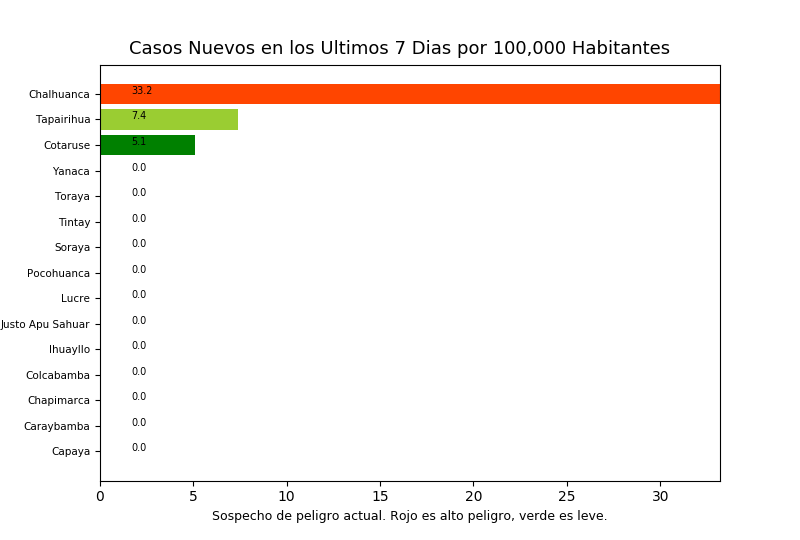 Casos Nuevos en los Ultimos 7 Dias por 100,000 Habitantes
Chalhuanca 33.2
Tapairihua 7.4
Cotaruse 5.1
Yanaca 0.0
Toraya 0.0
Tintay 0.0
Soraya 0.0
Pocohuanca 0.0
Lucre 0.0
Justo Apu Sahuar 0.0
Ihuayllo 0.0
Colcabamba 0.0
Chapimarca 0.0
Caraybamba 0.0
Capaya 0.0
0 5 10 15 20 25 30
Sospecho de peligro actual. Rojo es alto peligro, verde es leve.